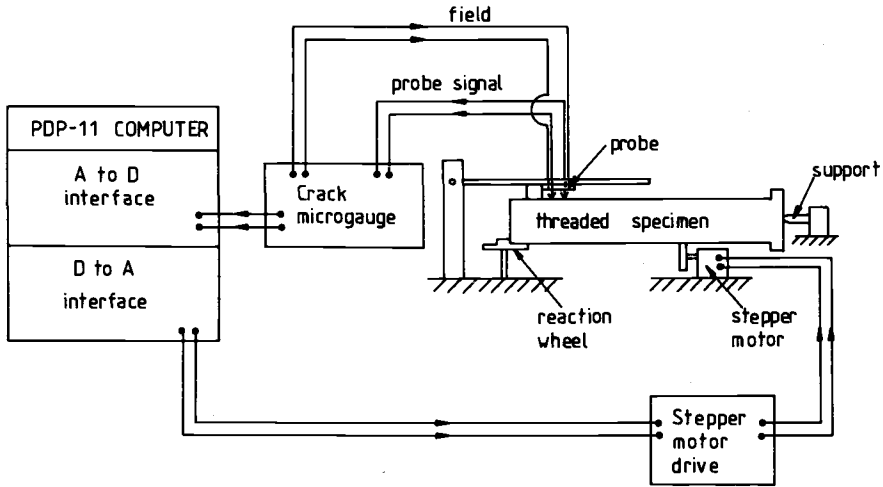 field
probe signal
PDP-11 COMPUTER
A to D
interface
D to A
interface
Crack
microgauge
probe
support
threaded specimen
reaction
wheel
stepper
motor
Stepper
motor
drive